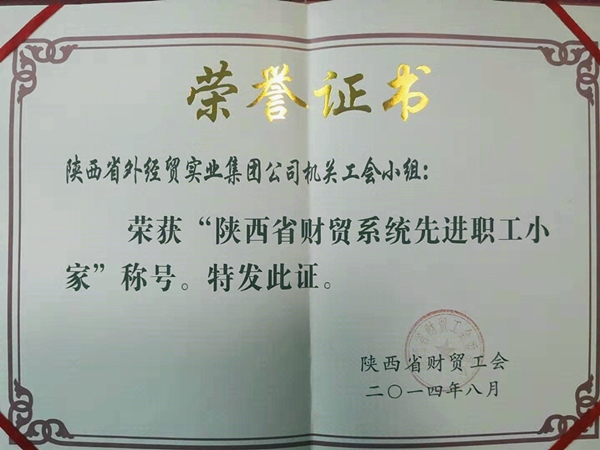 荣誉证书
陕西省外经贸实业集团公司机关工会小组：
荣获“陕西省财贸系统先进职工小
家”称号。特发此证。
陕西省财贸工会
二〇一四年八月